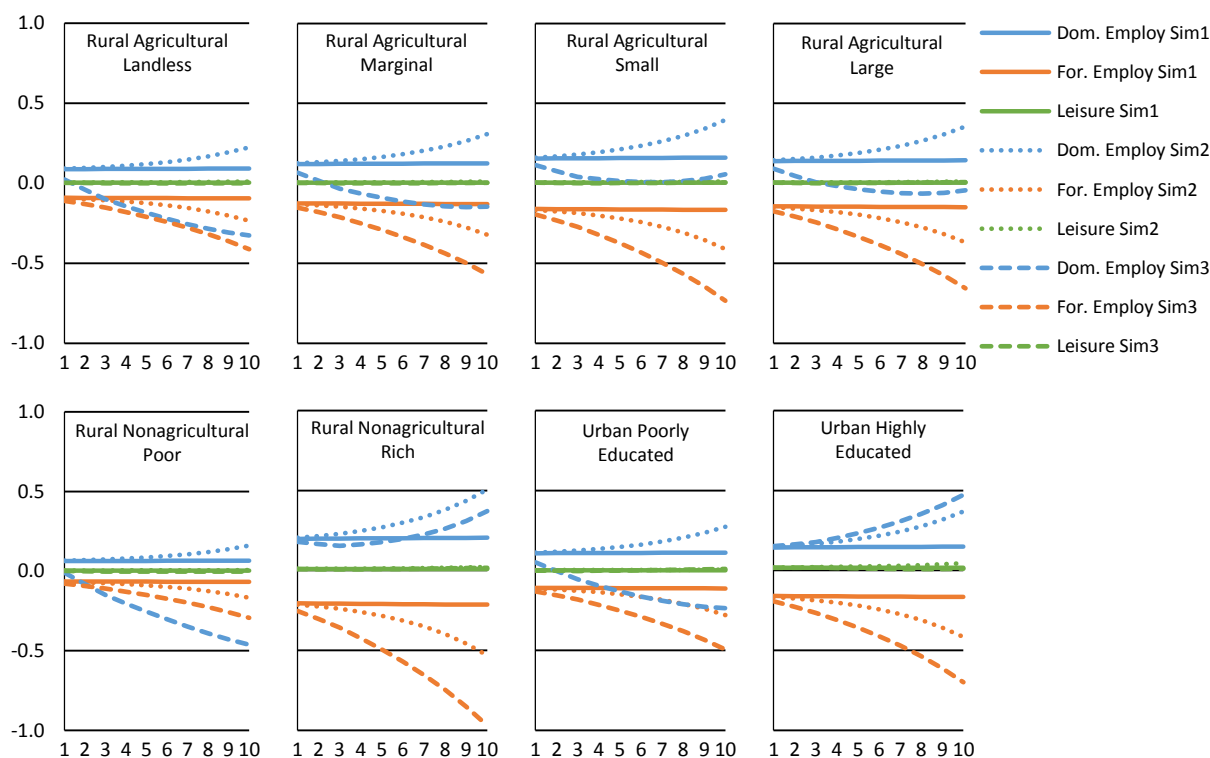 1.0
0.5
0.0
-0.5
-1.0
Rural Agricultural
Landless
Rural Agricultural
Marginal
Rural Agricultural
Small
Rural Agricultural
Large
1 2 3 4 5 6 7 8 9 10
1 2 3 4 5 6 7 8 9 10
1 2 3 4 5 6 7 8 9 10
1 2 3 4 5 6 7 8 9 10
Dom. Employ Sim1
For. Employ Sim1
Leisure Sim1
Dom. Employ Sim2
For. Employ Sim2
Leisure Sim2
Dom. Employ Sim3
For. Employ Sim3
Leisure Sim3
1.0
0.5
0.0
-0.5
-1.0
Rural Nonagricultural
Poor
Rural Nonagricultural
Rich
Urban Poorly
Educated
Urban Highly
Educated
1 2 3 4 5 6 7 8 9 10
1 2 3 4 5 6 7 8 9 10
1 2 3 4 5 6 7 8 9 10
1 2 3 4 5 6 7 8 9 10